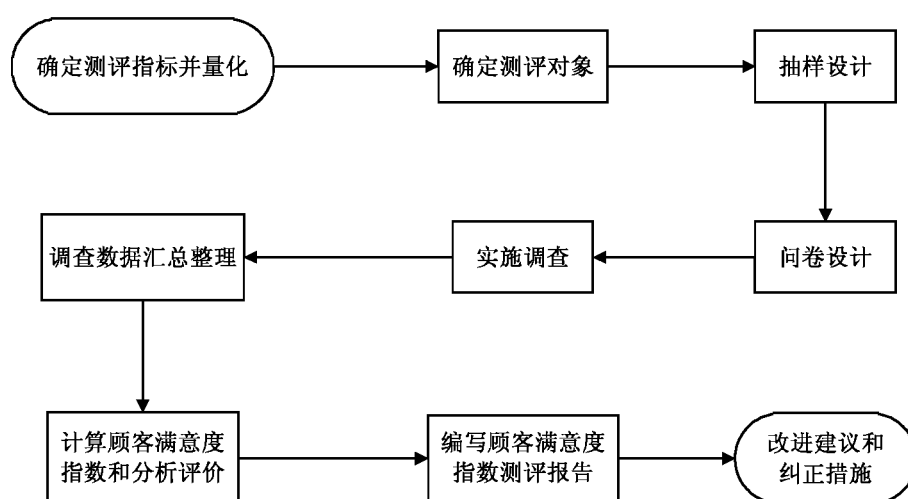 确定测评指标并量化
确定测评对象
抽样设计
问卷设计
实施调查
调查数据汇总整理
计算顾客满意度
指数和分析评价
编写顾客满意度
指数测评报告
改进建议和
纠正措施